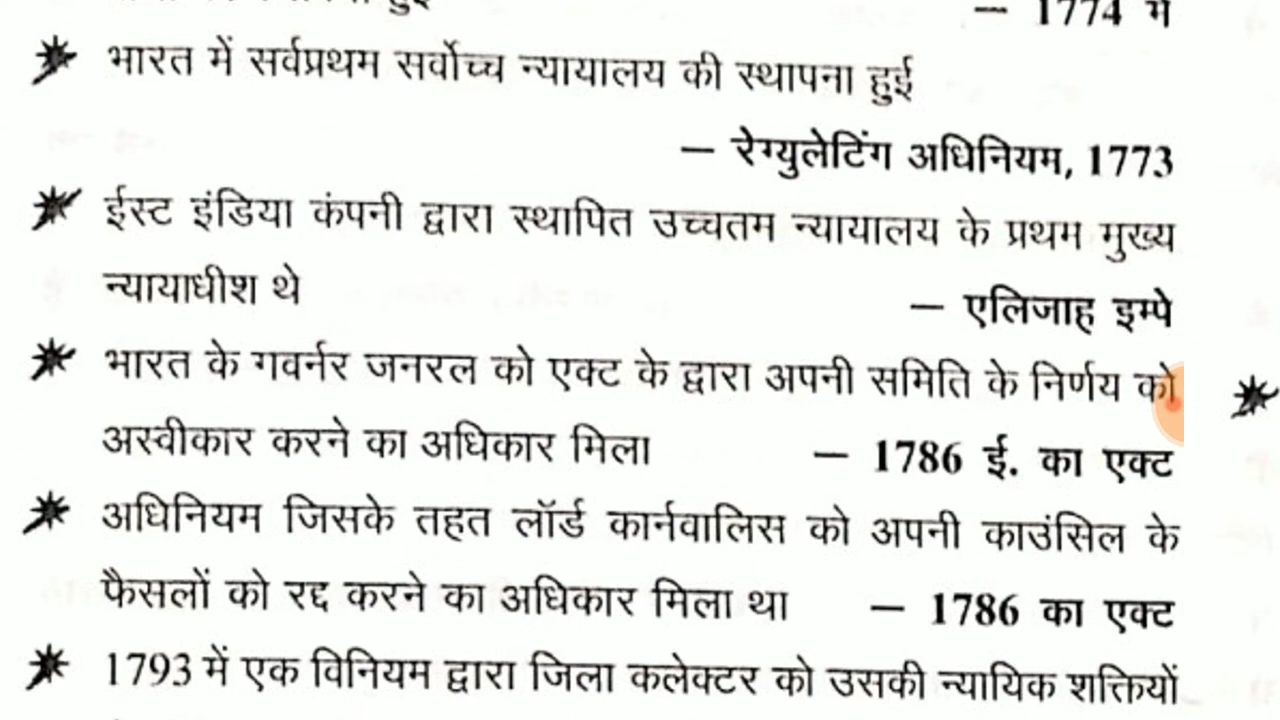 हुई
— 1774 में
भारत में सर्वप्रथम सर्वोच्च न्यायालय की स्थापना हुई
— रेग्युलेटिंग अधिनियम, 1773
ईस्ट इंडिया कंपनी द्वारा स्थापित उच्चतम न्यायालय के प्रथम मुख्य
न्यायाधीश थे — एलिजाह इम्पे
भारत के गवर्नर जनरल को एक्ट के द्वारा अपनी समिति के निर्णय को
अस्वीकार करने का अधिकार मिला — 1786 ई. का एक्ट
अधिनियम जिसके तहत लॉर्ड कार्नवालिस को अपनी काउंसिल के
फैसलों को रद्द करने का अधिकार मिला था — 1786 का एक्ट
1793 में एक विनियम द्वारा जिला कलेक्टर को उसकी न्यायिक शक्तियों